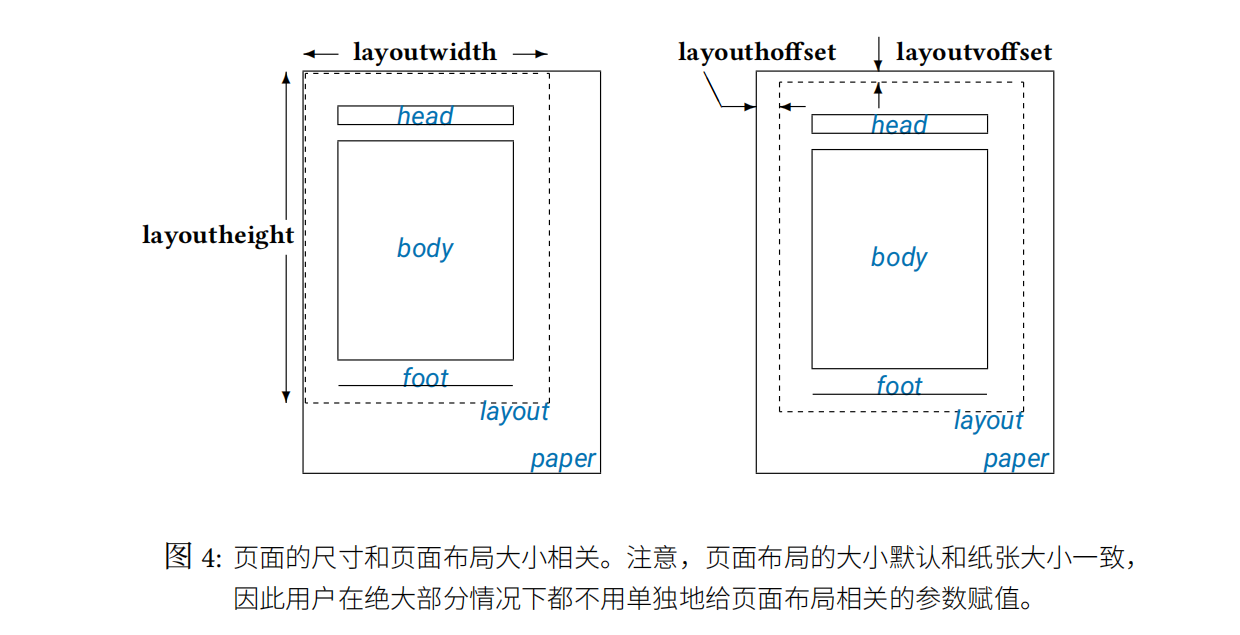 layoutwidth
layoutheight
head
body
foot
layout
paper
layouthoffset
layoutvoffset
head
body
foot
layout
paper
图 4: 页面的尺寸和页面布局大小相关。注意，页面布局的大小默认和纸张大小一致，
因此用户在绝大部分情况下都不用单独地给页面布局相关的参数赋值。